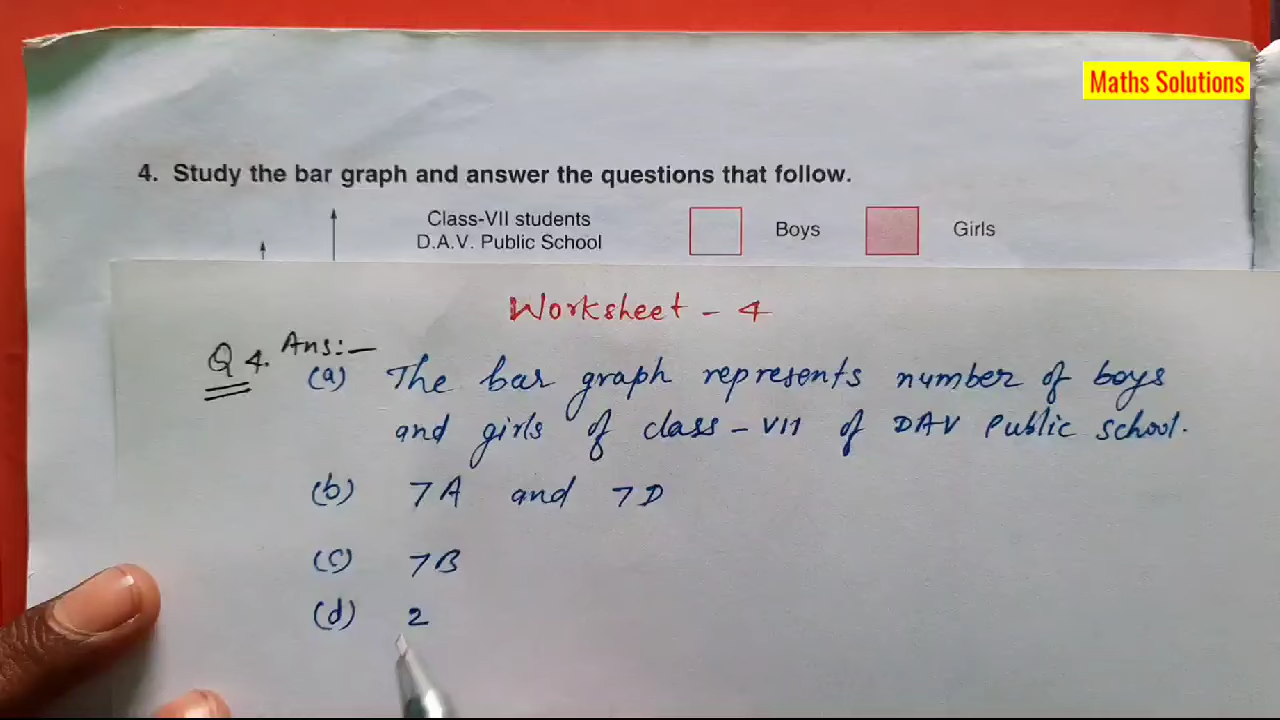 Maths Solutions
4. Study the bar graph and answer the questions that follow.
Class-VII students
D.A.V. Public School
Boys
Girls
Worksheet - 4
Q 4. Ans:-
(a) The bar graph represents number of boys
and girls of class - VII of DAV Public school.
(b) 7A and 7D
(c) 7B
(d) 2